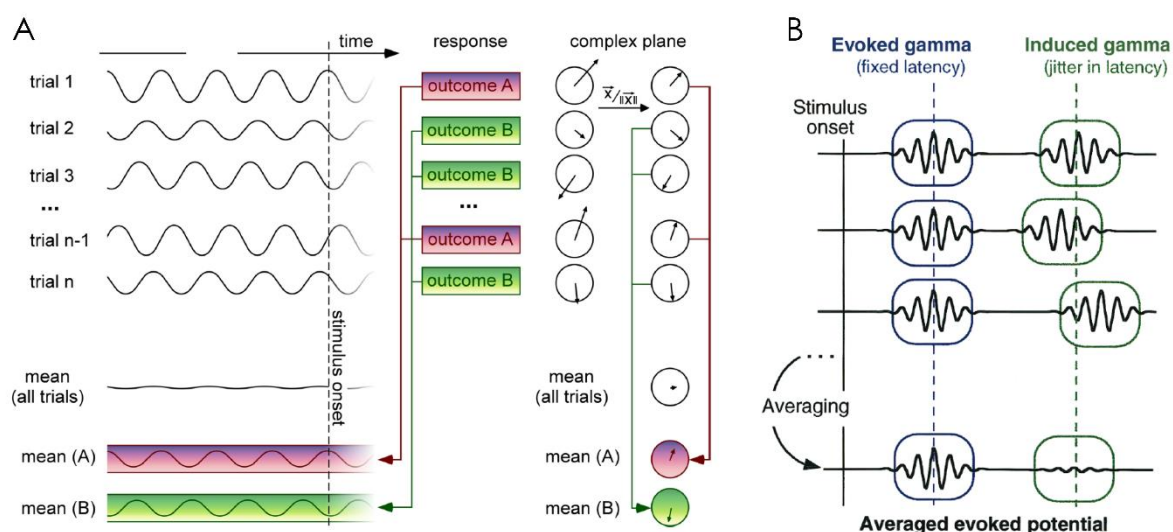 A
time
response
complex plane
trial 1
outcome A
x/||x||
trial 2
outcome B
trial 3
outcome B
...
...
trial n-1
outcome A
trial n
outcome B
stimulus onset
mean
(all trials)
mean
(all trials)
mean (A)
mean (A)
mean (B)
mean (B)
B
Evoked gamma
(fixed latency)
Induced gamma
(jitter in latency)
Stimulus
onset
....
Averaging
Averaged evoked potential